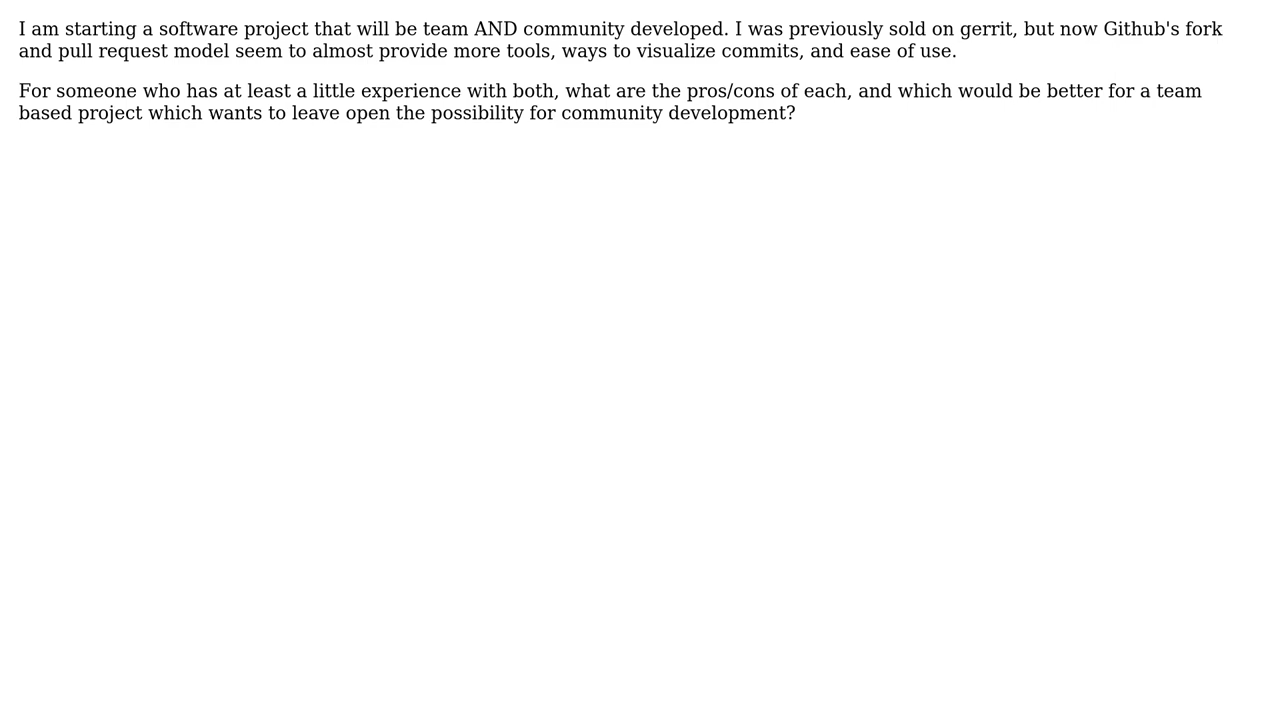 I am starting a software project that will be team AND community developed. I was previously sold on gerrit, but now Github's fork
and pull request model seem to almost provide more tools, ways to visualize commits, and ease of use.
For someone who has at least a little experience with both, what are the pros/cons of each, and which would be better for a team
based project which wants to leave open the possibility for community development?